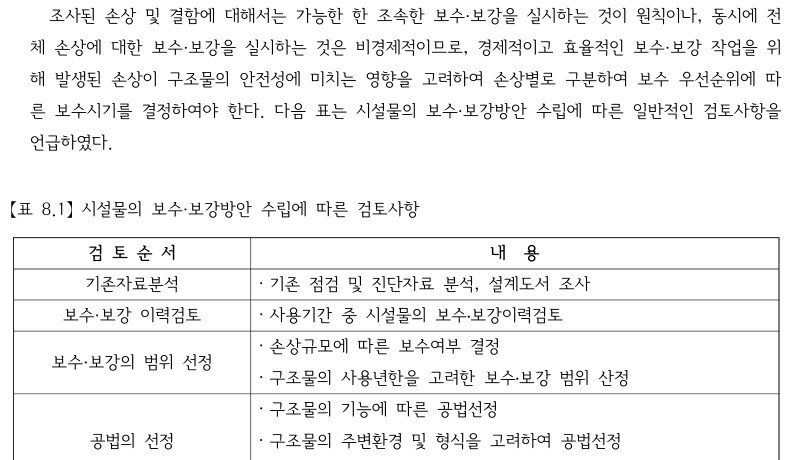 조사된 손상 및 결함에 대해서는 가능한 한 조속한 보수·보강을 실시하는 것이 원칙이나, 동시에 전
체 손상에 대한 보수·보강을 실시하는 것은 비경제적이므로, 경제적이고 효율적인 보수·보강 작업을 위
해 발생된 손상이 구조물의 안전성에 미치는 영향을 고려하여 손상별로 구분하여 보수 우선순위에 따
른 보수시기를 결정하여야 한다. 다음 표는 시설물의 보수·보강방안 수립에 따른 일반적인 검토사항을
언급하였다.
【표 8.1】 시설물의 보수·보강방안 수립에 따른 검토사항
검 토 순 서 내 용
기존자료분석 · 기존 점검 및 진단자료 분석, 설계도서 조사
보수·보강 이력검토 · 사용기간 중 시설물의 보수·보강이력검토
보수·보강의 범위 선정 · 손상규모에 따른 보수여부 결정
· 구조물의 사용년한을 고려한 보수·보강 범위 산정
공법의 선정 · 구조물의 기능에 따른 공법선정
· 구조물의 주변환경 및 형식을 고려하여 공법선정